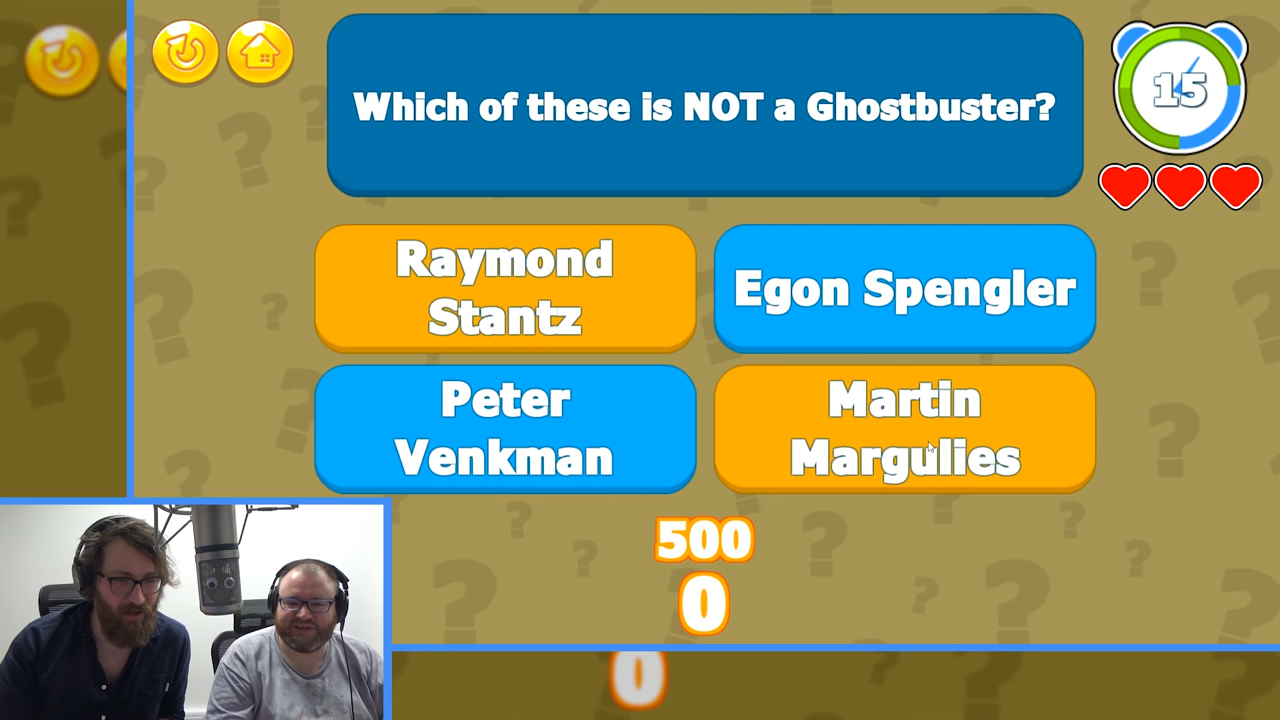 Which of these is NOT a Ghostbuster?
15
Raymond
Stantz
Egon Spengler
Peter
Venkman
Martin
Margulies
500
0
0